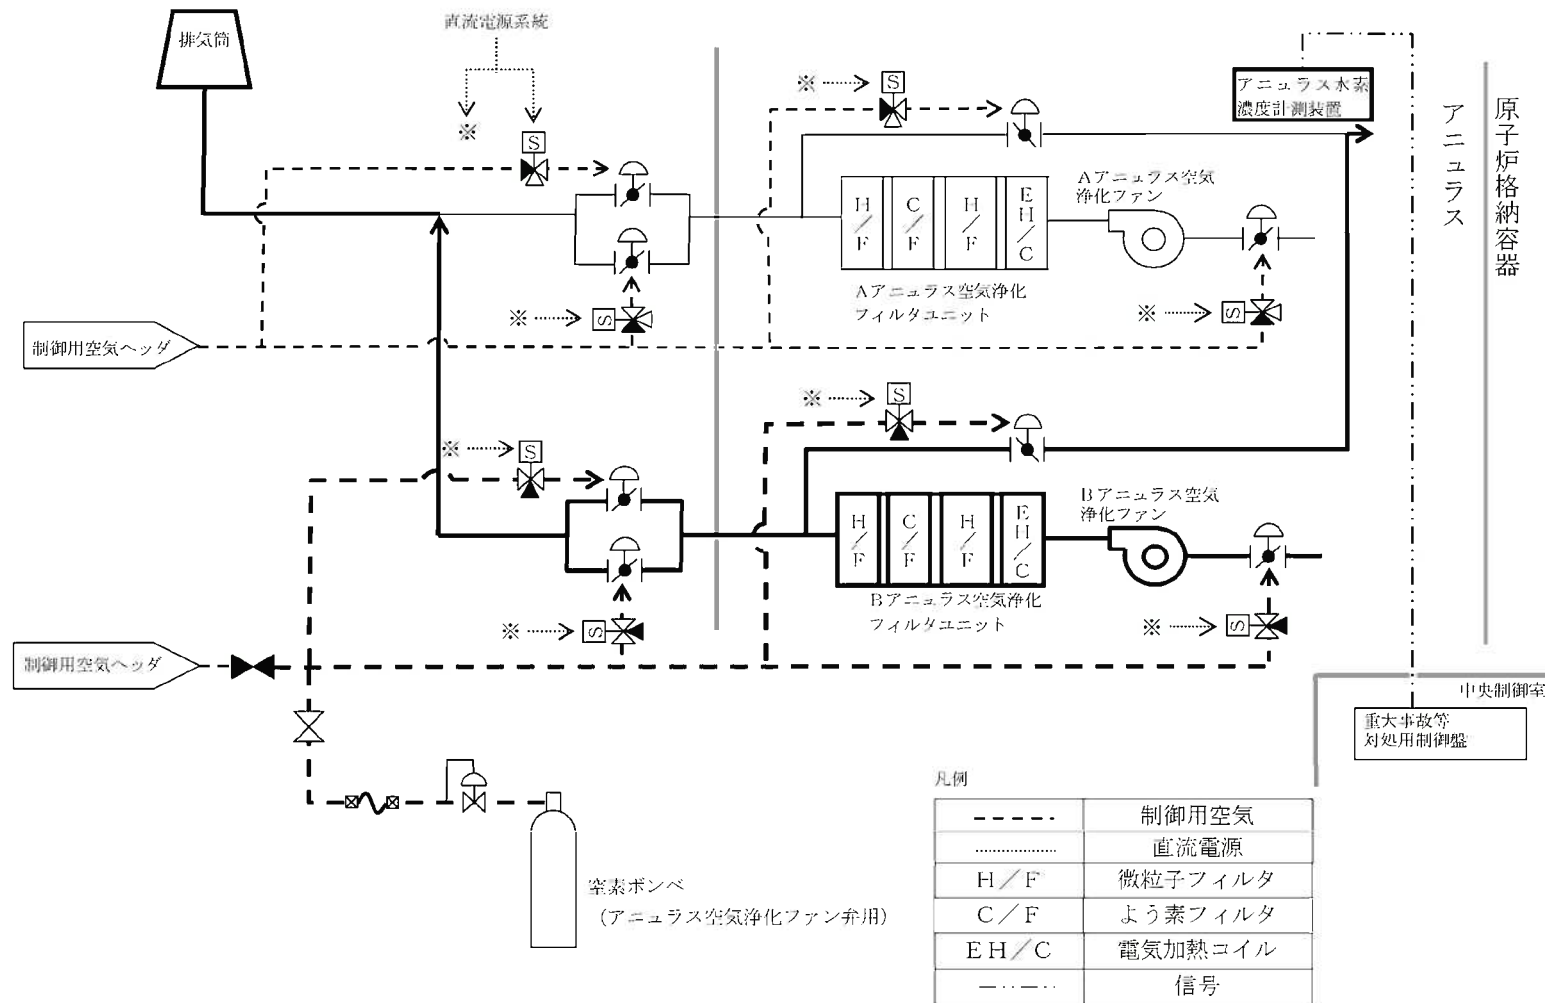 排気筒
直流電源系統
※
S
※
S
アニュラス水素
濃度計測装置
アニュラス
原子炉格納容器
H/F
C/F
H/F
EH/C
Aアニュラス空気
浄化ファン
Aアニュラス空気浄化
フィルタユニット
※
S
※
S
制御用空気ヘッダ
※
S
※
S
H/F
C/F
H/F
EH/C
Bアニュラス空気
浄化ファン
Bアニュラス空気浄化
フィルタユニット
※
S
※
S
制御用空気ヘッダ
中央制御室
重大事故等
対処用制御盤
窒素ボンベ
(アニュラス空気浄化ファン弁用)
凡例
制御用空気
直流電源
H/F 微粒子フィルタ
C/F よう素フィルタ
EH/C 電気加熱コイル
信号